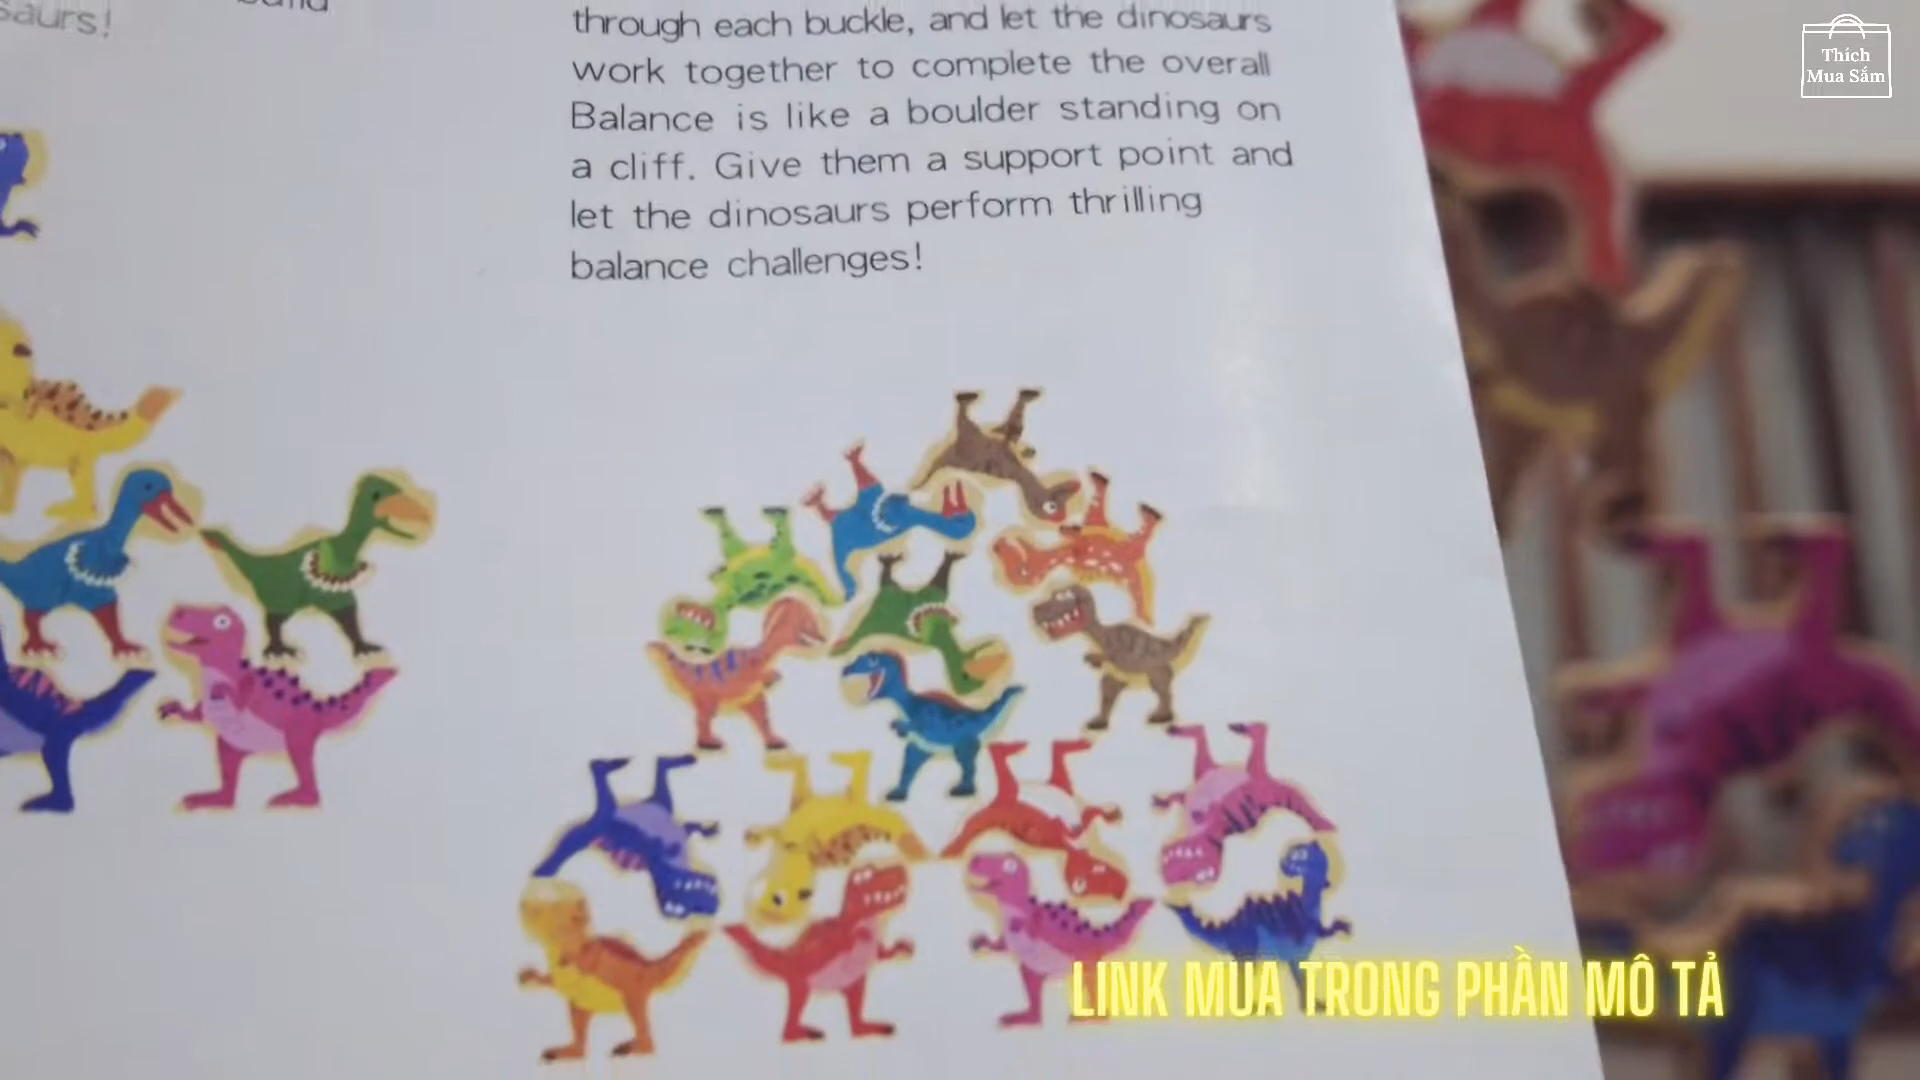 saurs!
through each buckle, and let the dinosaurs
work together to complete the overall
Balance is like a boulder standing on
a cliff. Give them a support point and
let the dinosaurs perform thrilling
balance challenges!
Thích
Mua Sắm
LINK MUA TRONG PHẦN MÔ TẢ